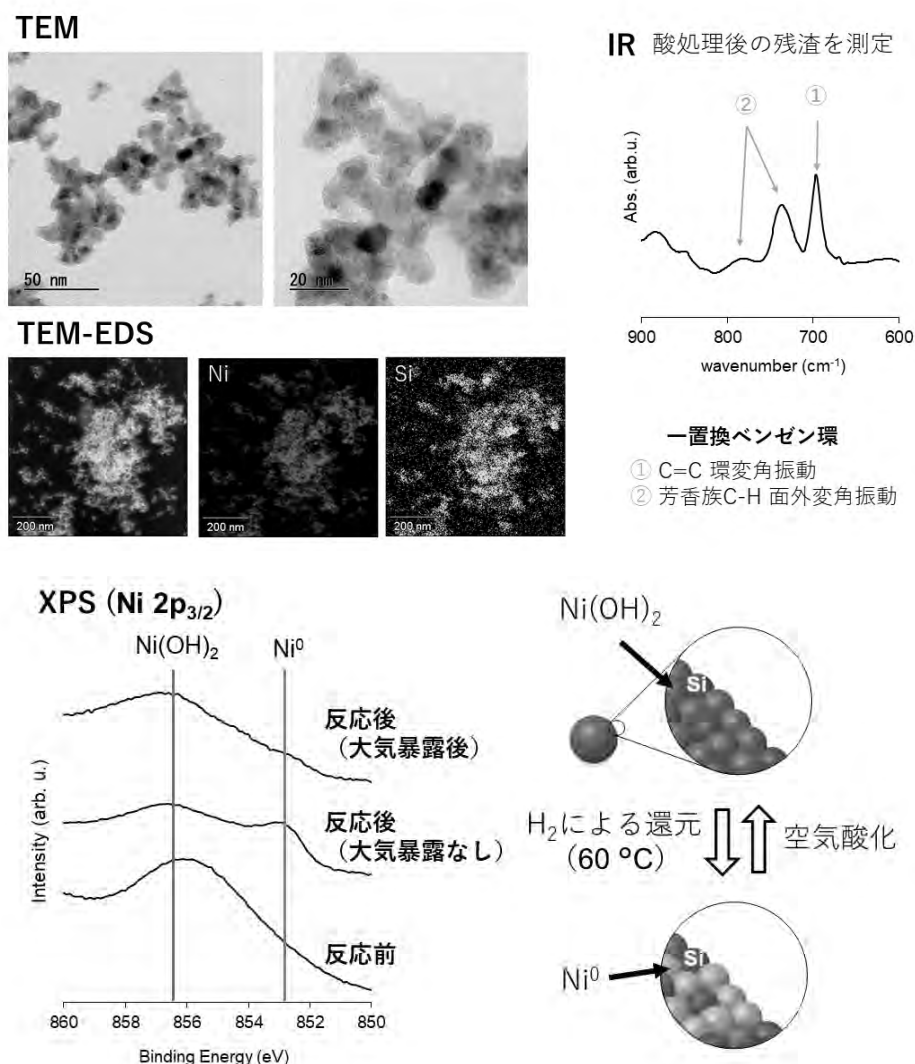 TEM
50 nm
20 nm
IR 酸処理後の残渣を測定
②
①
Abs. (arb.u.)
900
800
700
600
wavenumber (cm⁻¹)
TEM-EDS
200 nm
Ni
200 nm
Si
200 nm
一置換ベンゼン環
① C=C 環変角振動
② 芳香族C-H 面外変角振動
XPS (Ni 2p₃/₂)
Ni(OH)₂
Ni⁰
反応後
（大気暴露後）
反応後
（大気暴露なし）
反応前
Intensity (arb. u.)
860
858
856
854
852
850
Binding Energy (eV)
Ni(OH)₂
Si
H₂による還元
（60 ºC）
空気酸化
Si
Ni⁰